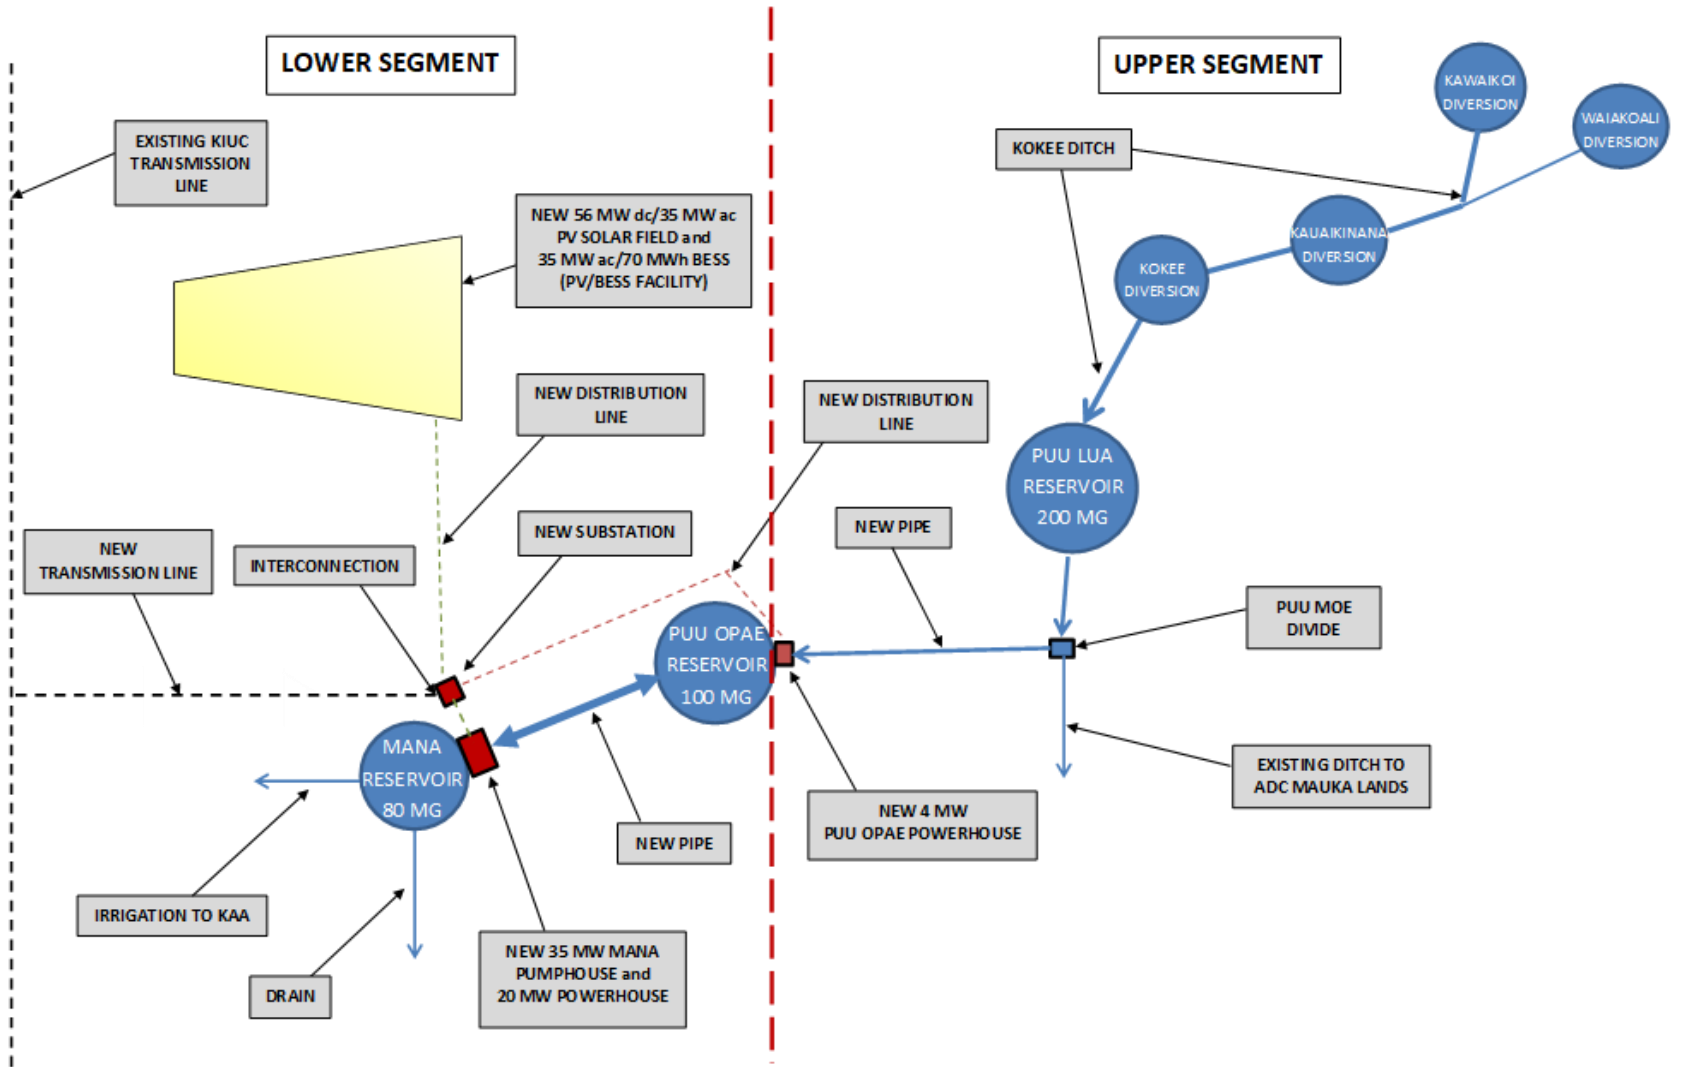 LOWER SEGMENT
UPPER SEGMENT
EXISTING KIUC
TRANSMISSION
LINE
NEW 56 MW dc/35 MW ac
PV SOLAR FIELD and
35 MW ac/70 MWh BESS
(PV/BESS FACILITY)
KOKEE DITCH
KAWAIKOI
DIVERSION
WAIAKOALI
DIVERSION
KAUAIKINANA
DIVERSION
KOKEE
DIVERSION
NEW DISTRIBUTION
LINE
NEW DISTRIBUTION
LINE
PUU LUA
RESERVOIR
200 MG
NEW
TRANSMISSION LINE
INTERCONNECTION
NEW SUBSTATION
NEW PIPE
PUU MOE
DIVIDE
PUU OPAE
RESERVOIR
100 MG
MANA
RESERVOIR
80 MG
EXISTING DITCH TO
ADC MAUKA LANDS
NEW 4 MW
PUU OPAE POWERHOUSE
NEW PIPE
IRRIGATION TO KAA
DRAIN
NEW 35 MW MANA
PUMPHOUSE and
20 MW POWERHOUSE